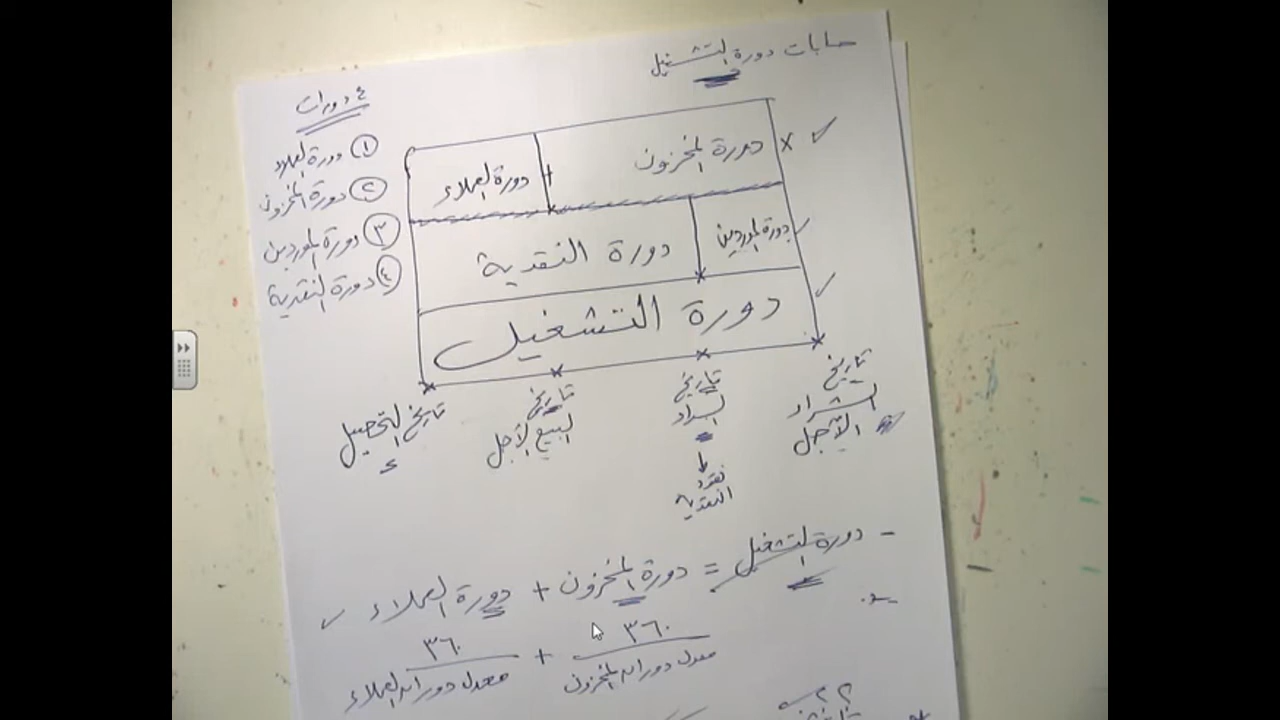 حسابات دورة التشغيل
٤ دورات
① دورة العملاء
② دورة المخزون
③ دورة الموردين
④ دورة النقدية
دورة المخزون + دورة العملاء
دورة الموردين دورة النقدية
دورة التشغيل
تاريخ الشراء الآجل
تاريخ السداد
نقود النقدية
تاريخ البيع الآجل
تاريخ التحصيل
- دورة التشغيل = دورة المخزون + دورة العملاء
٣٦٠ + ٣٦٠
معدل دوران المخزون معدل دوران العملاء